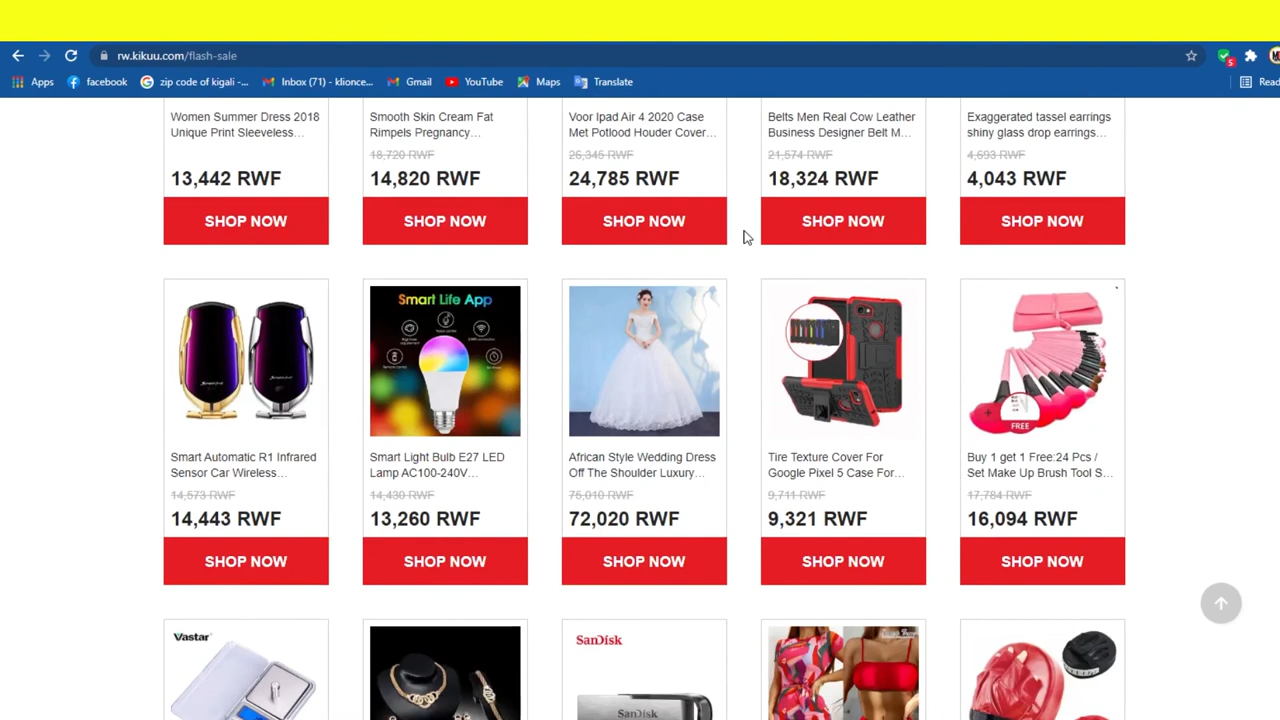 rw.kikuu.com/flash-sale
5
Apps
facebook
zip code of kigali -...
Inbox (71) - klionce...
Gmail
YouTube
Maps
Translate
Read
Women Summer Dress 2018
Unique Print Sleeveless...
13,442 RWF
SHOP NOW
Smooth Skin Cream Fat
Rimpels Pregnancy...
18,720 RWF
14,820 RWF
SHOP NOW
Voor Ipad Air 4 2020 Case
Met Potlood Houder Cover...
26,345 RWF
24,785 RWF
SHOP NOW
Belts Men Real Cow Leather
Business Designer Belt M...
21,574 RWF
18,324 RWF
SHOP NOW
Exaggerated tassel earrings
shiny glass drop earrings...
4,693 RWF
4,043 RWF
SHOP NOW
Smart Automatic R1 Infrared
Sensor Car Wireless...
14,573 RWF
14,443 RWF
SHOP NOW
Smart Life App
Smart Light Bulb E27 LED
Lamp AC100-240V...
14,430 RWF
13,260 RWF
SHOP NOW
African Style Wedding Dress
Off The Shoulder Luxury...
75,010 RWF
72,020 RWF
SHOP NOW
Tire Texture Cover For
Google Pixel 5 Case For...
9,711 RWF
9,321 RWF
SHOP NOW
FREE
Buy 1 get 1 Free:24 Pcs /
Set Make Up Brush Tool S...
17,784 RWF
16,094 RWF
SHOP NOW
Vastar
SanDisk
SanDisk